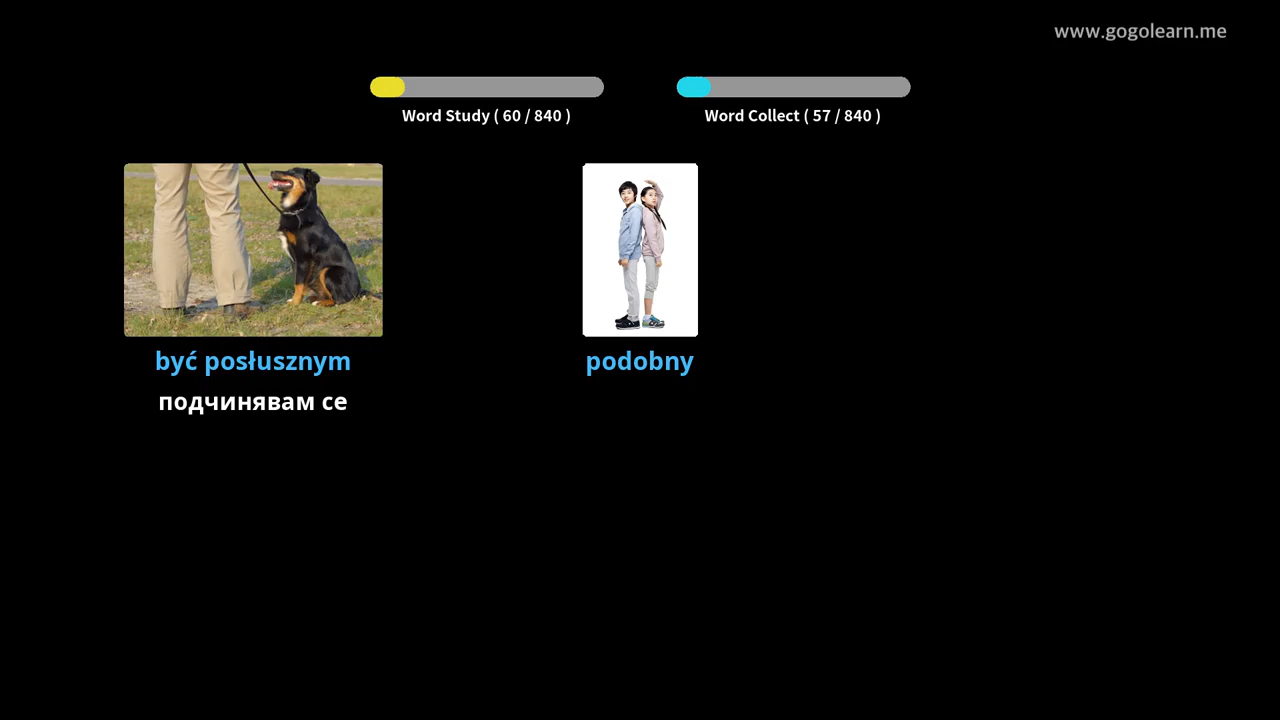 www.gogolearn.me
Word Study ( 60 / 840 )
Word Collect ( 57 / 840 )
być posłusznym
подчинявам се
podobny